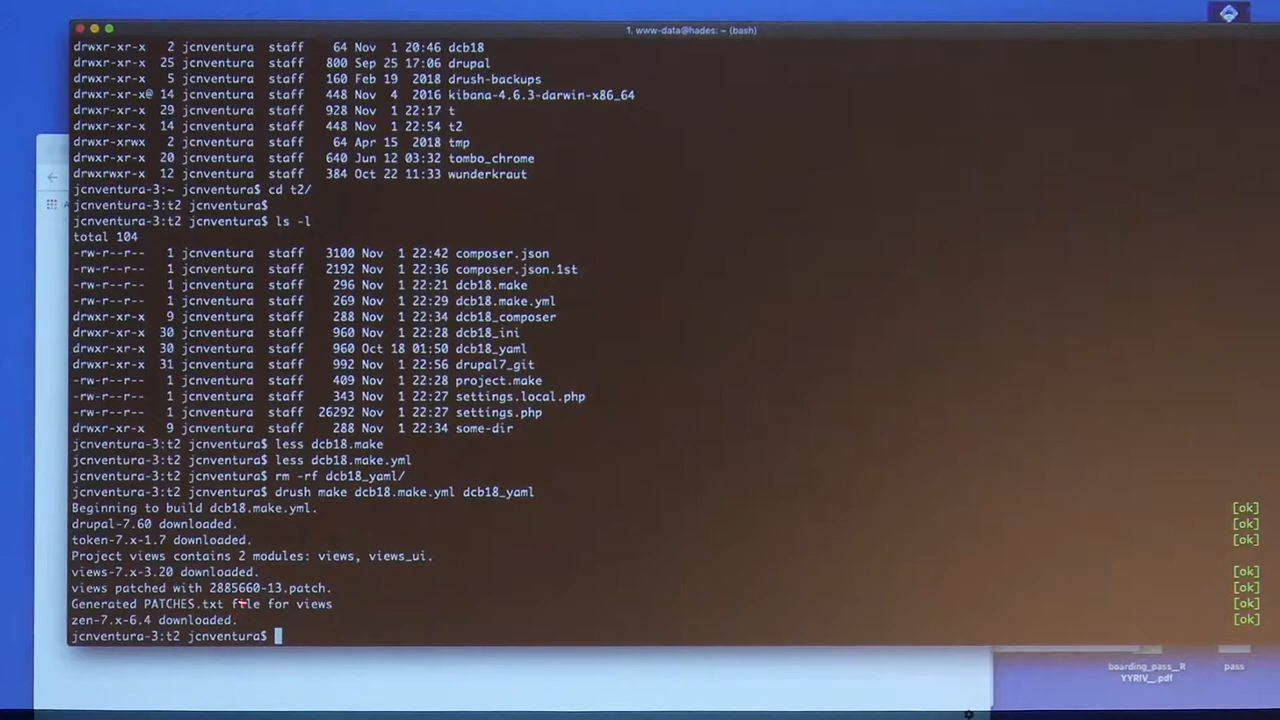 1. www-data@hades: ~ (bash)
drwxr-xr-x 2 jcnventura staff 64 Nov 1 20:46 dcb18
drwxr-xr-x 25 jcnventura staff 800 Sep 25 17:06 drupal
drwxr-xr-x 5 jcnventura staff 160 Feb 19 2018 drush-backups
drwxr-xr-x@ 14 jcnventura staff 448 Nov 4 2016 kibana-4.6.3-darwin-x86_64
drwxr-xr-x 29 jcnventura staff 928 Nov 1 22:17 t
drwxr-xr-x 14 jcnventura staff 448 Nov 1 22:54 t2
drwxr-xrwx 2 jcnventura staff 64 Apr 15 2018 tmp
drwxr-xr-x 20 jcnventura staff 640 Jun 12 03:32 tombo_chrome
drwxrwxr-x 12 jcnventura staff 384 Oct 22 11:33 wunderkraut
jcnventura-3:~ jcnventura$ cd t2/
jcnventura-3:t2 jcnventura$
jcnventura-3:t2 jcnventura$ ls -l
total 104
-rw-r--r-- 1 jcnventura staff 3100 Nov 1 22:42 composer.json
-rw-r--r-- 1 jcnventura staff 2192 Nov 1 22:36 composer.json.1st
-rw-r--r-- 1 jcnventura staff 296 Nov 1 22:21 dcb18.make
-rw-r--r-- 1 jcnventura staff 269 Nov 1 22:29 dcb18.make.yml
drwxr-xr-x 9 jcnventura staff 288 Nov 1 22:34 dcb18_composer
drwxr-xr-x 30 jcnventura staff 960 Nov 1 22:28 dcb18_ini
drwxr-xr-x 30 jcnventura staff 960 Oct 18 01:50 dcb18_yaml
drwxr-xr-x 31 jcnventura staff 992 Nov 1 22:56 drupal7_git
-rw-r--r-- 1 jcnventura staff 409 Nov 1 22:28 project.make
-rw-r--r-- 1 jcnventura staff 343 Nov 1 22:27 settings.local.php
-rw-r--r-- 1 jcnventura staff 26292 Nov 1 22:27 settings.php
drwxr-xr-x 9 jcnventura staff 288 Nov 1 22:34 some-dir
jcnventura-3:t2 jcnventura$ less dcb18.make
jcnventura-3:t2 jcnventura$ less dcb18.make.yml
jcnventura-3:t2 jcnventura$ rm -rf dcb18_yaml/
jcnventura-3:t2 jcnventura$ drush make dcb18.make.yml dcb18_yaml
Beginning to build dcb18.make.yml. [ok]
drupal-7.60 downloaded. [ok]
token-7.x-1.7 downloaded. [ok]
Project views contains 2 modules: views, views_ui.
views-7.x-3.20 downloaded. [ok]
views patched with 2885660-13.patch. [ok]
Generated PATCHES.txt file for views [ok]
zen-7.x-6.4 downloaded. [ok]
jcnventura-3:t2 jcnventura$
boarding_pass__R
YYRIV__.pdf
pass